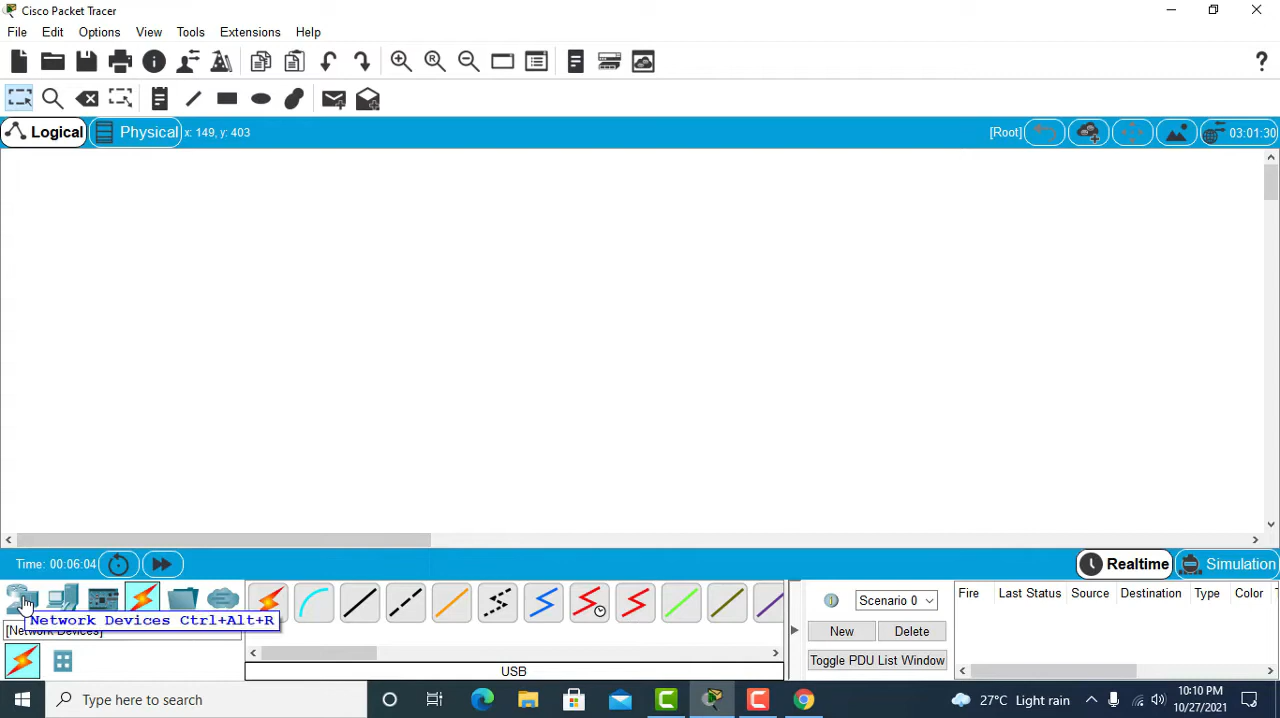 Cisco Packet Tracer
File Edit Options View Tools Extensions Help
Logical Physical x: 149, y: 403 [Root] 03:01:30
Time: 00:06:04 Realtime Simulation
Scenario 0 Fire Last Status Source Destination Type Color
Network Devices Ctrl+Alt+R
[Network Devices]
New Delete
Toggle PDU List Window
USB
Type here to search 27°C Light rain 10:10 PM
10/27/2021